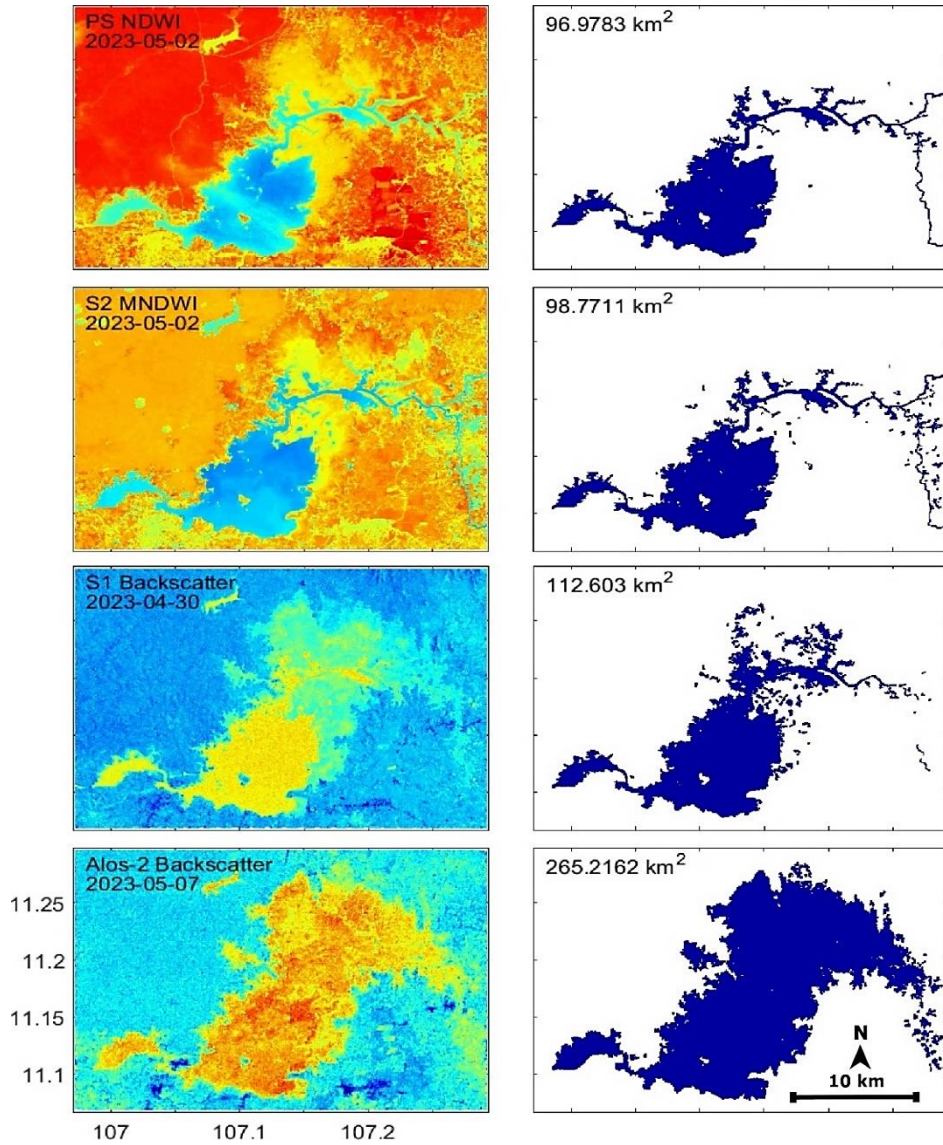 PS NDWI
2023-05-02
96.9783 km²
S2 MNDWI
2023-05-02
98.7711 km²
S1 Backscatter
2023-04-30
112.603 km²
Alos-2 Backscatter
2023-05-07
265.2162 km²
11.25
11.2
11.15
11.1
107
107.1
107.2
N
10 km